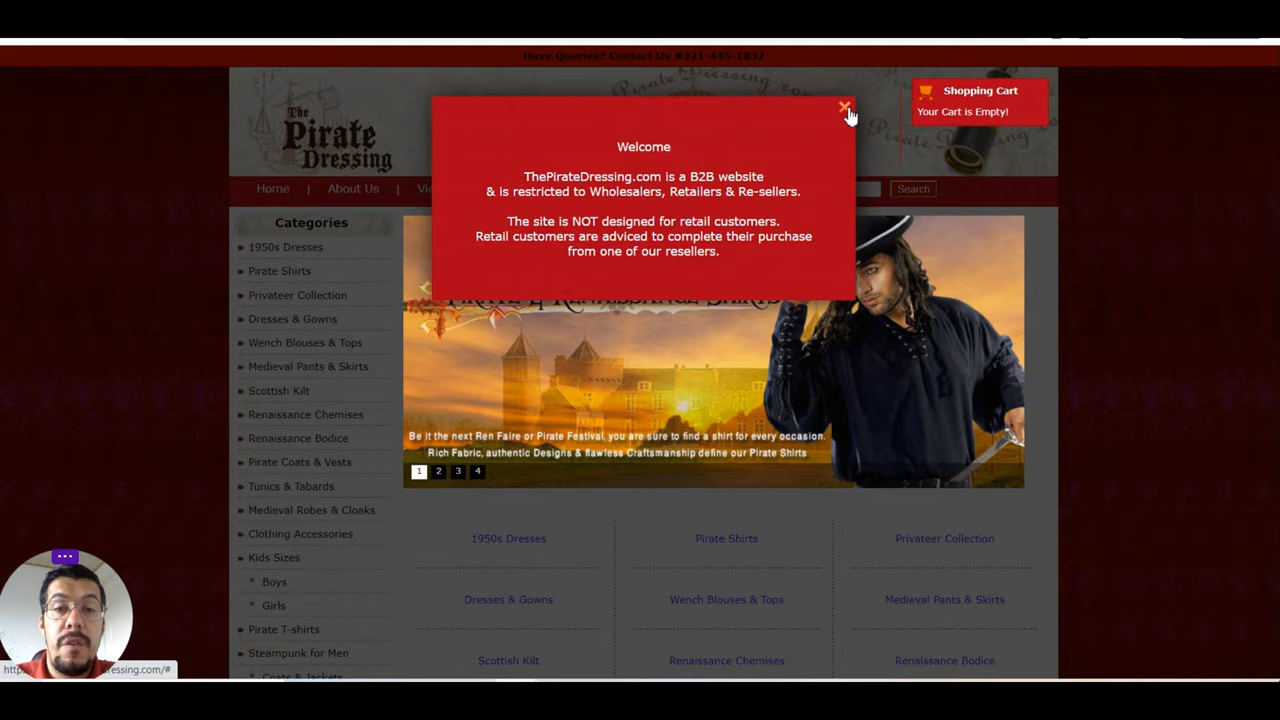 Have Queries? Contact Us #321-445-1837
The
Pirate
Dressing
Shopping Cart
Your Cart is Empty!
Welcome
ThePirateDressing.com is a B2B website
& is restricted to Wholesalers, Retailers & Re-sellers.
The site is NOT designed for retail customers.
Retail customers are adviced to complete their purchase
from one of our resellers.
Home | About Us |
Search
Categories
1950s Dresses
Pirate Shirts
Privateer Collection
Dresses & Gowns
Wench Blouses & Tops
Medieval Pants & Skirts
Scottish Kilt
Renaissance Chemises
Renaissance Bodice
Pirate Coats & Vests
Tunics & Tabards
Medieval Robes & Cloaks
Clothing Accessories
Kids Sizes
* Boys
* Girls
Pirate T-shirts
Steampunk for Men
Coats & Jackets
Be it the next Ren Faire or Pirate Festival, you are sure to find a shirt for every occasion.
Rich Fabric, authentic Designs & flawless Craftsmanship define our Pirate Shirts
1 2 3 4
1950s Dresses
Pirate Shirts
Privateer Collection
Dresses & Gowns
Wench Blouses & Tops
Medieval Pants & Skirts
Scottish Kilt
Renaissance Chemises
Renaissance Bodice
ressing.com/#